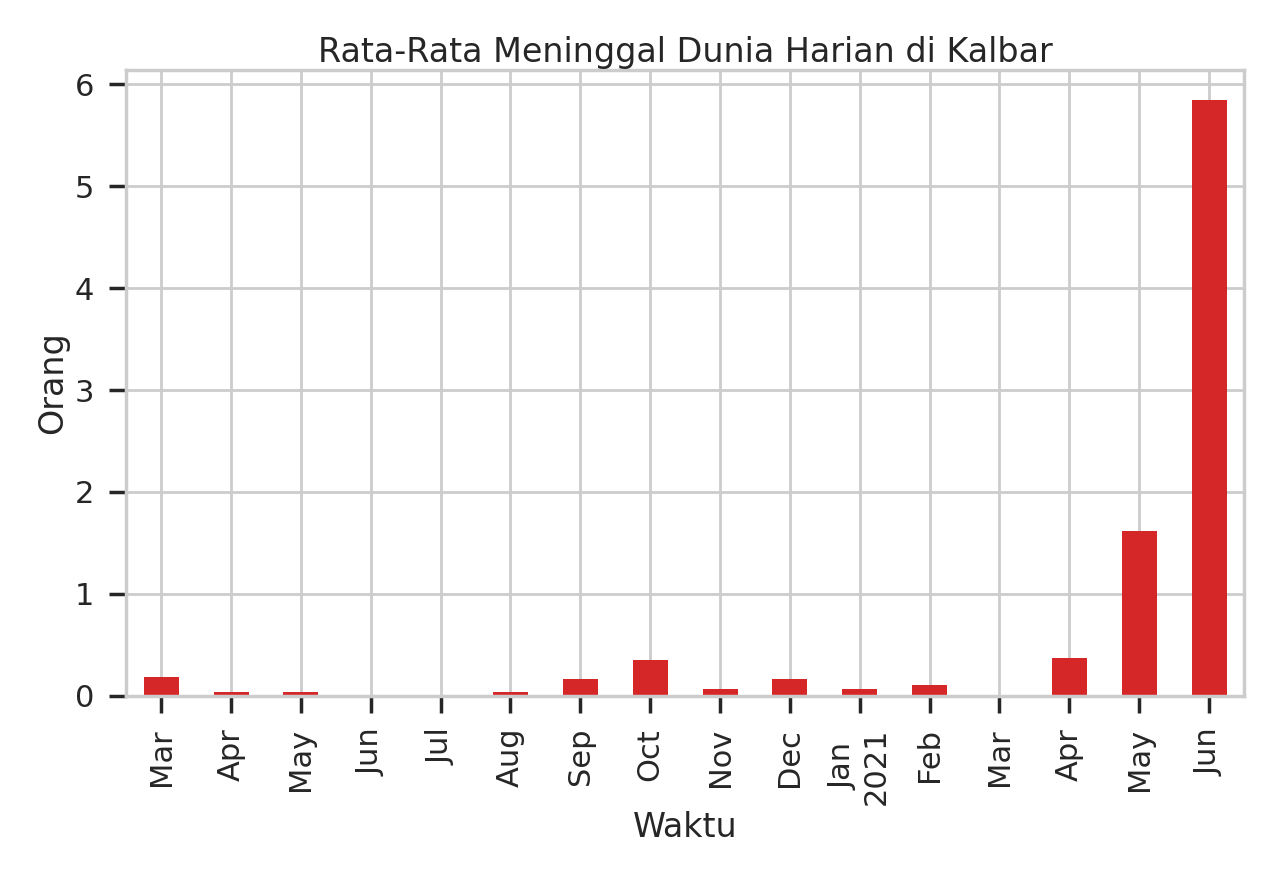 Rata-Rata Meninggal Dunia Harian di Kalbar
6
5
4
3
2
1
0
Orang
Mar
Apr
May
Jun
Jul
Aug
Sep
Oct
Nov
Dec
Jan
2021
Feb
Mar
Apr
May
Jun
Waktu